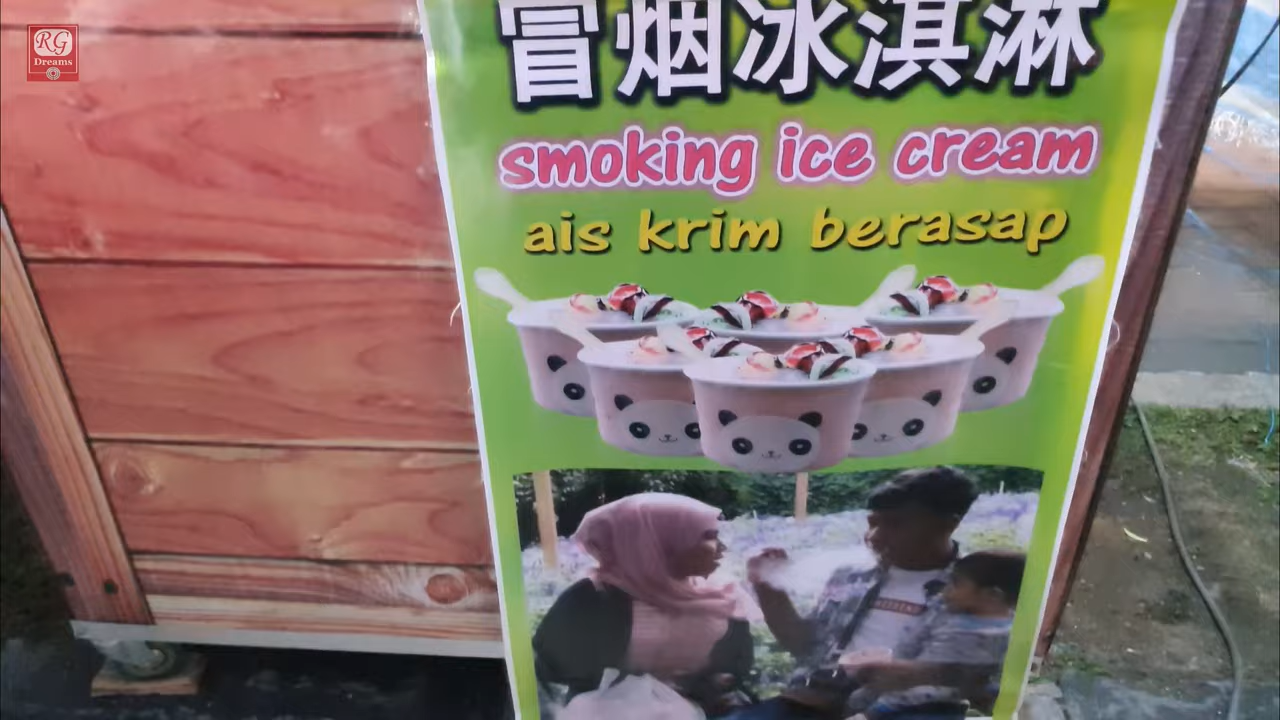 RG
Dreams
冒烟冰淇淋
smoking ice cream
ais krim berasap